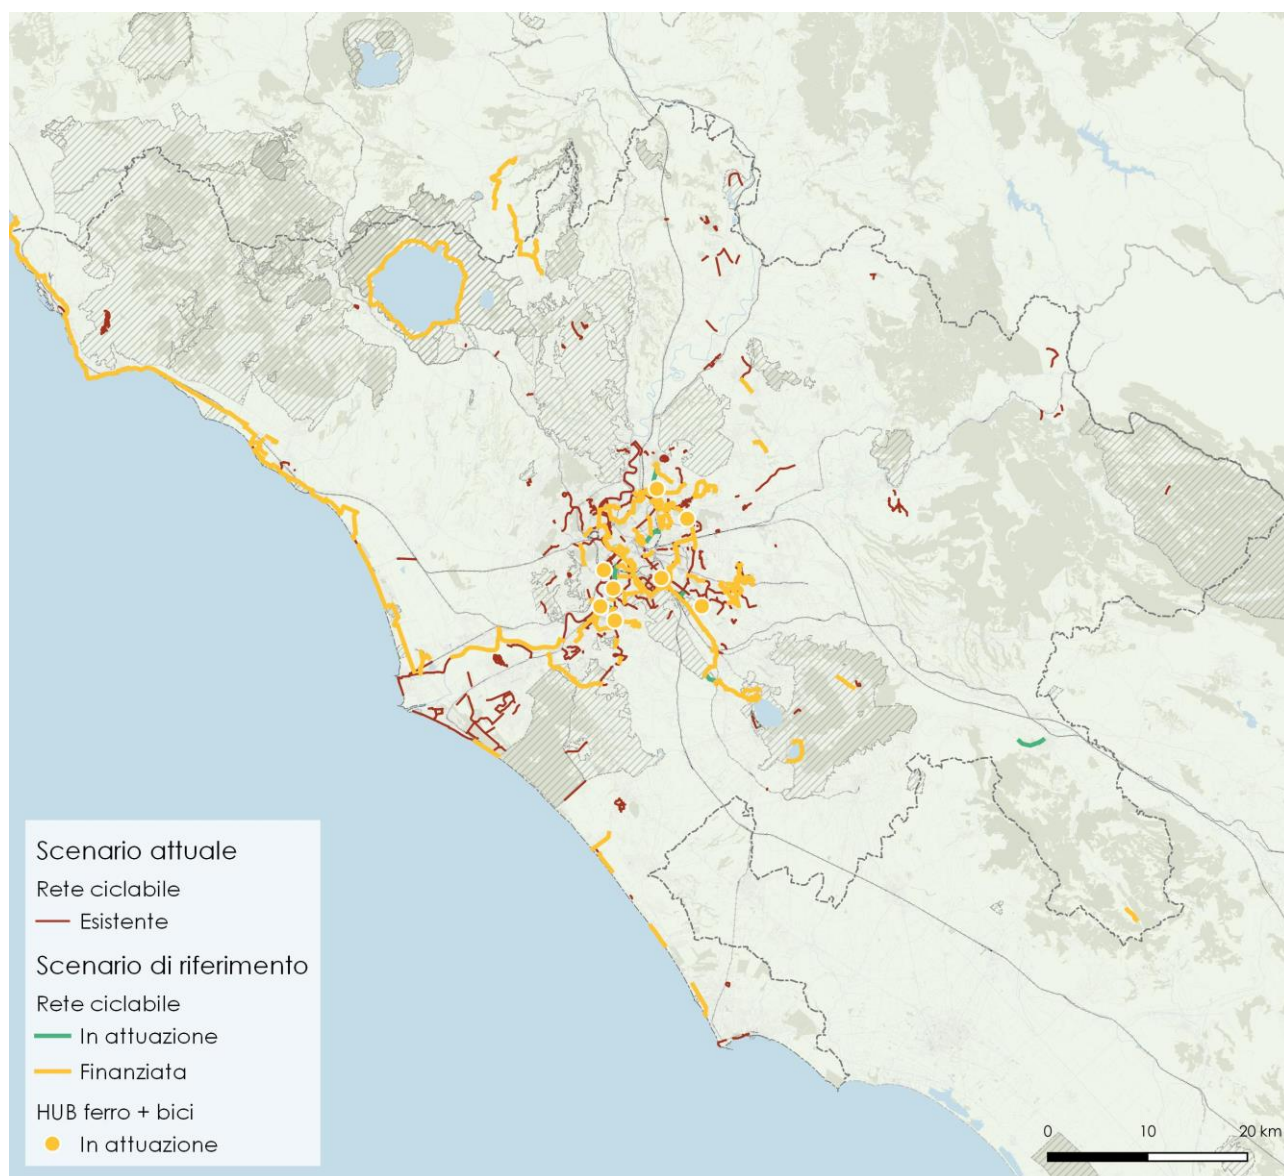 Scenario attuale
Rete ciclabile
Esistente
Scenario di riferimento
Rete ciclabile
In attuazione
Finanziata
HUB ferro + bici
In attuazione
0 10 20 km